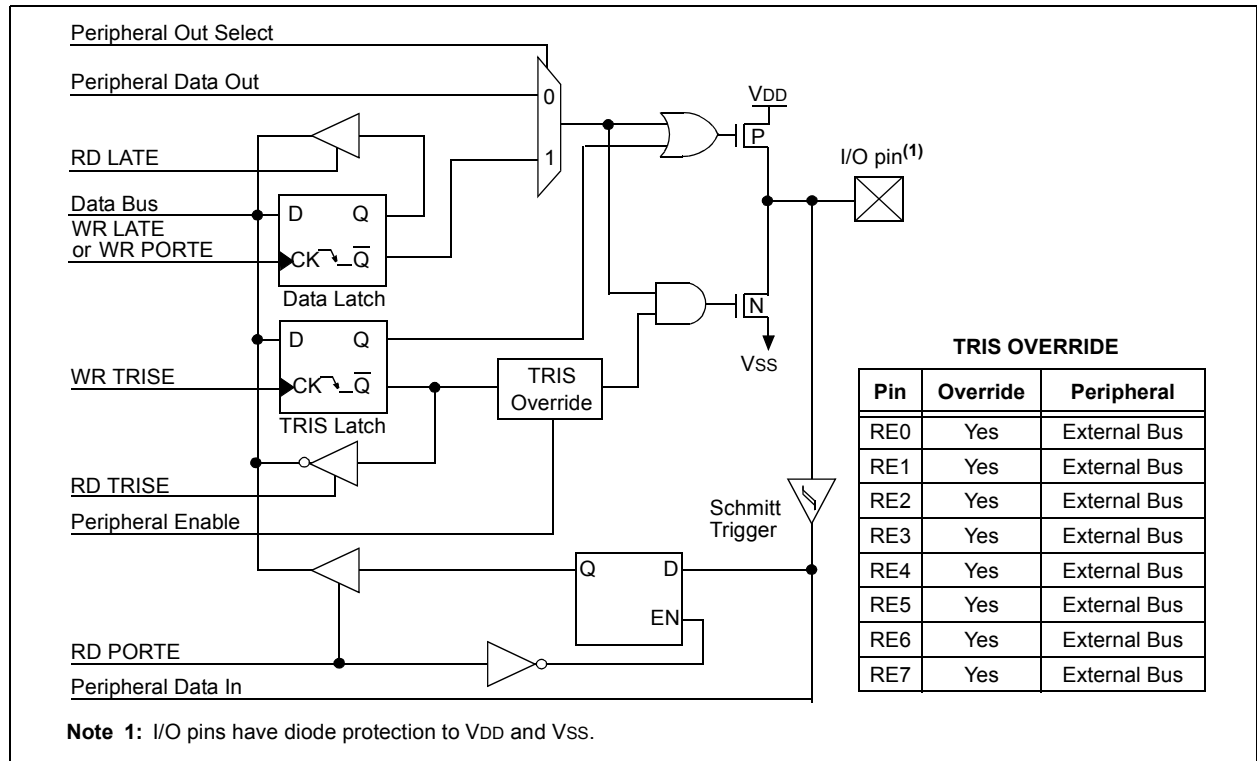 Peripheral Out Select
Peripheral Data Out
0
1
VDD
P
I/O pin(1)
RD LATE
Data Bus
WR LATE
or WR PORTE
D Q
CK Q̅
Data Latch
N
VSS
D Q
CK Q̅
TRIS Latch
WR TRISE
TRIS
Override
RD TRISE
Peripheral Enable
Schmitt
Trigger
Q D
EN
RD PORTE
Peripheral Data In
TRIS OVERRIDE
Pin Override Peripheral
RE0 Yes External Bus
RE1 Yes External Bus
RE2 Yes External Bus
RE3 Yes External Bus
RE4 Yes External Bus
RE5 Yes External Bus
RE6 Yes External Bus
RE7 Yes External Bus
Note 1: I/O pins have diode protection to VDD and VSS.